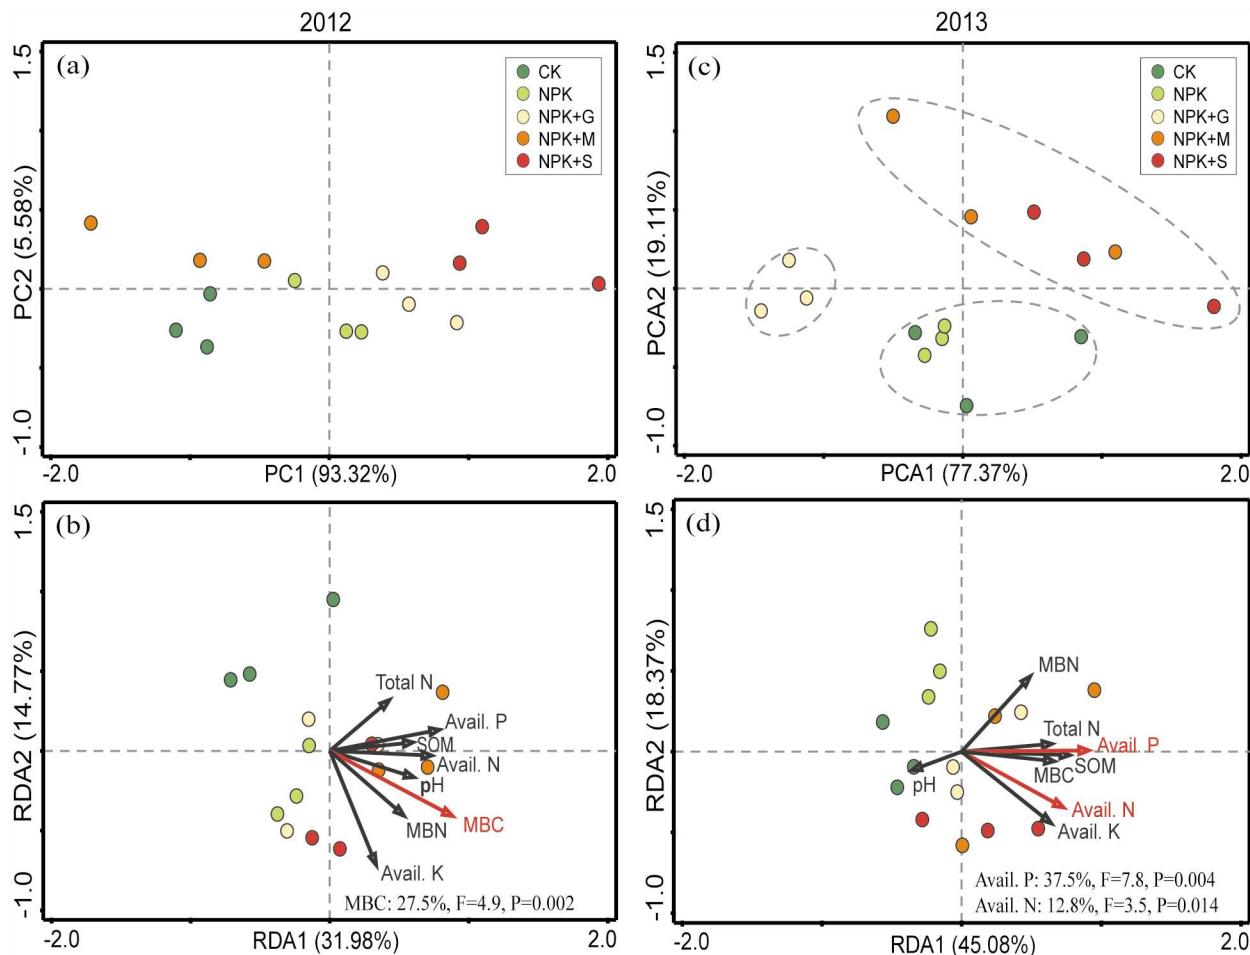 2012
(a)
CK
NPK
NPK+G
NPK+M
NPK+S
1.5
PC2 (5.58%)
-1.0
-2.0
PC1 (93.32%)
2.0
2013
(c)
CK
NPK
NPK+G
NPK+M
NPK+S
1.5
PCA2 (19.11%)
-1.0
-2.0
PCA1 (77.37%)
2.0
(b)
1.5
RDA2 (14.77%)
-1.0
Total N
Avail. P
SOM
Avail. N
pH
MBN
MBC
Avail. K
MBC: 27.5%, F=4.9, P=0.002
-2.0
RDA1 (31.98%)
2.0
(d)
1.5
RDA2 (18.37%)
-1.0
MBN
Total N
Avail. P
SOM
MBC
pH
Avail. N
Avail. K
Avail. P: 37.5%, F=7.8, P=0.004
Avail. N: 12.8%, F=3.5, P=0.014
-2.0
RDA1 (45.08%)
2.0